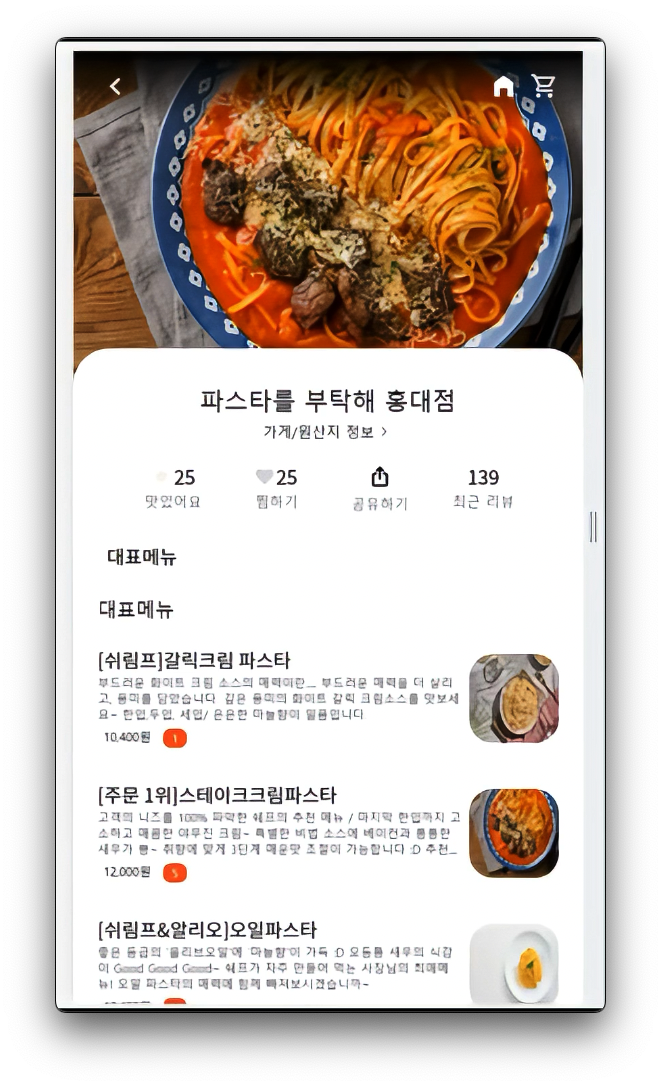 파스타를 부탁해 홍대점
가게/원산지 정보 >
25
25
139
맛있어요
찜하기
공유하기
최근 리뷰
대표메뉴
대표메뉴
[쉬림프]갈릭크림 파스타
부드러운 화이트 크림 소스의 매력이란... 부드러운 매력을 더 살리
고, 풍미를 담았습니다. 깊은 풍미의 화이트 갈릭 크림소스를 맛보세
요~ 한입,두입, 세입/ 은은한 마늘향이 일품입니다
10,400원
1
[주문 1위]스테이크크림파스타
고객의 니즈를 100% 파악한 쉐프의 추천 메뉴 / 마지막 한입까지 고
소하고 매콤한 야무진 크림~ 특별한 비법 소스에 베이컨과 통통한
새우가 뿅~ 취향에 맞게 3단계 매운맛 조절이 가능합니다 :D 추천...
12,000원
5
[쉬림프&알리오]오일파스타
좋은 등급의 '올리브오일'에 '마늘향'이 가득 :D 오동통 새우의 식감
이 Good Good Good~ 쉐프가 자주 만들어 먹는 사장님의 최애메
뉴! 오일 파스타의 매력에 함께 빠져보시겠습니까~